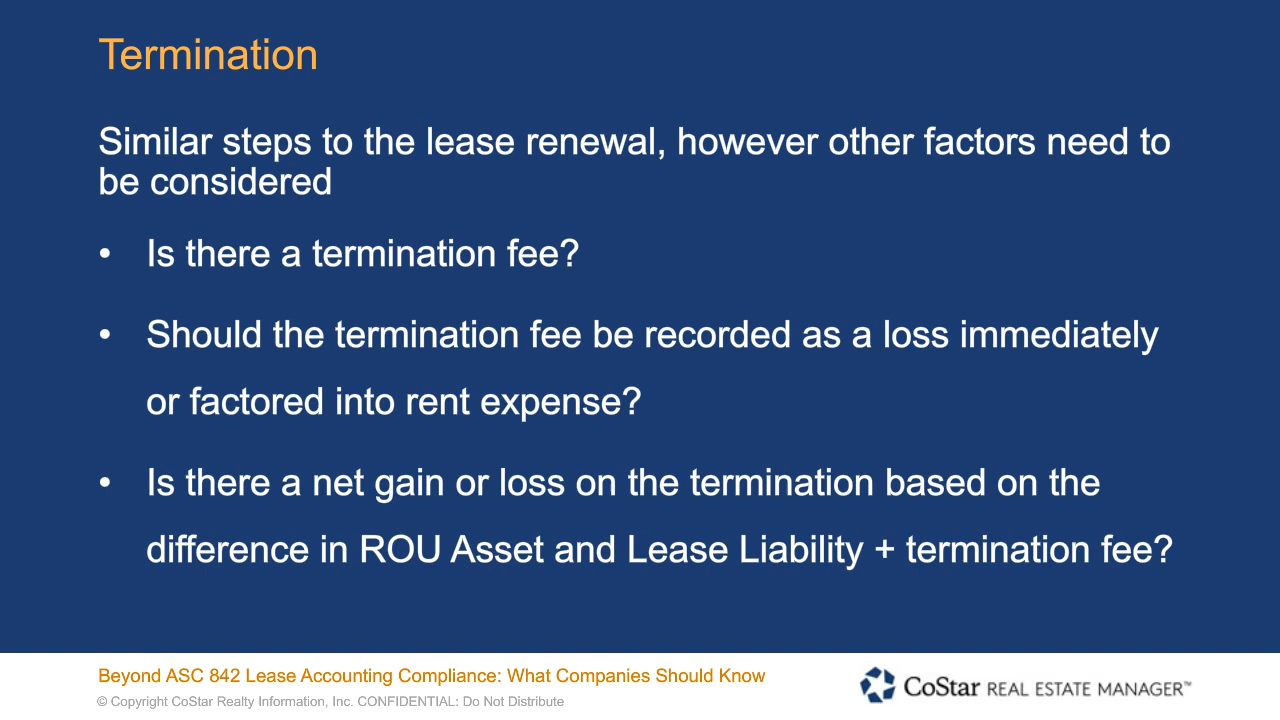 Termination
Similar steps to the lease renewal, however other factors need to
be considered
• Is there a termination fee?
• Should the termination fee be recorded as a loss immediately
or factored into rent expense?
• Is there a net gain or loss on the termination based on the
difference in ROU Asset and Lease Liability + termination fee?
Beyond ASC 842 Lease Accounting Compliance: What Companies Should Know
© Copyright CoStar Realty Information, Inc. CONFIDENTIAL: Do Not Distribute
CoStar REAL ESTATE MANAGER™